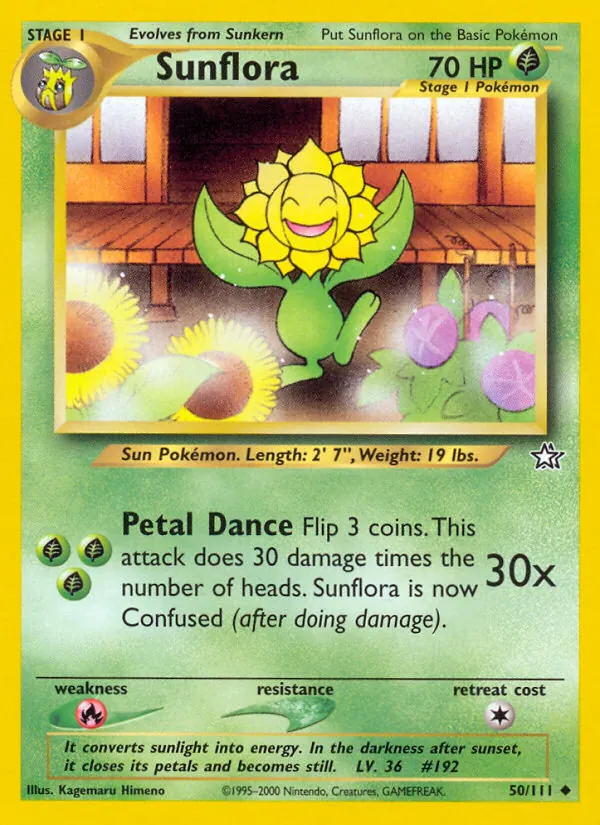 STAGE 1 Evolves from Sunkern Put Sunflora on the Basic Pokémon
Sunflora 70 HP
Stage 1 Pokémon
Sun Pokémon. Length: 2' 7", Weight: 19 lbs.
Petal Dance Flip 3 coins. This
attack does 30 damage times the
number of heads. Sunflora is now
Confused (after doing damage).
30x
weakness resistance retreat cost
It converts sunlight into energy. In the darkness after sunset,
it closes its petals and becomes still. LV. 36 #192
Illus. Kagemaru Himeno ©1995–2000 Nintendo, Creatures, GAMEFREAK. 50/111